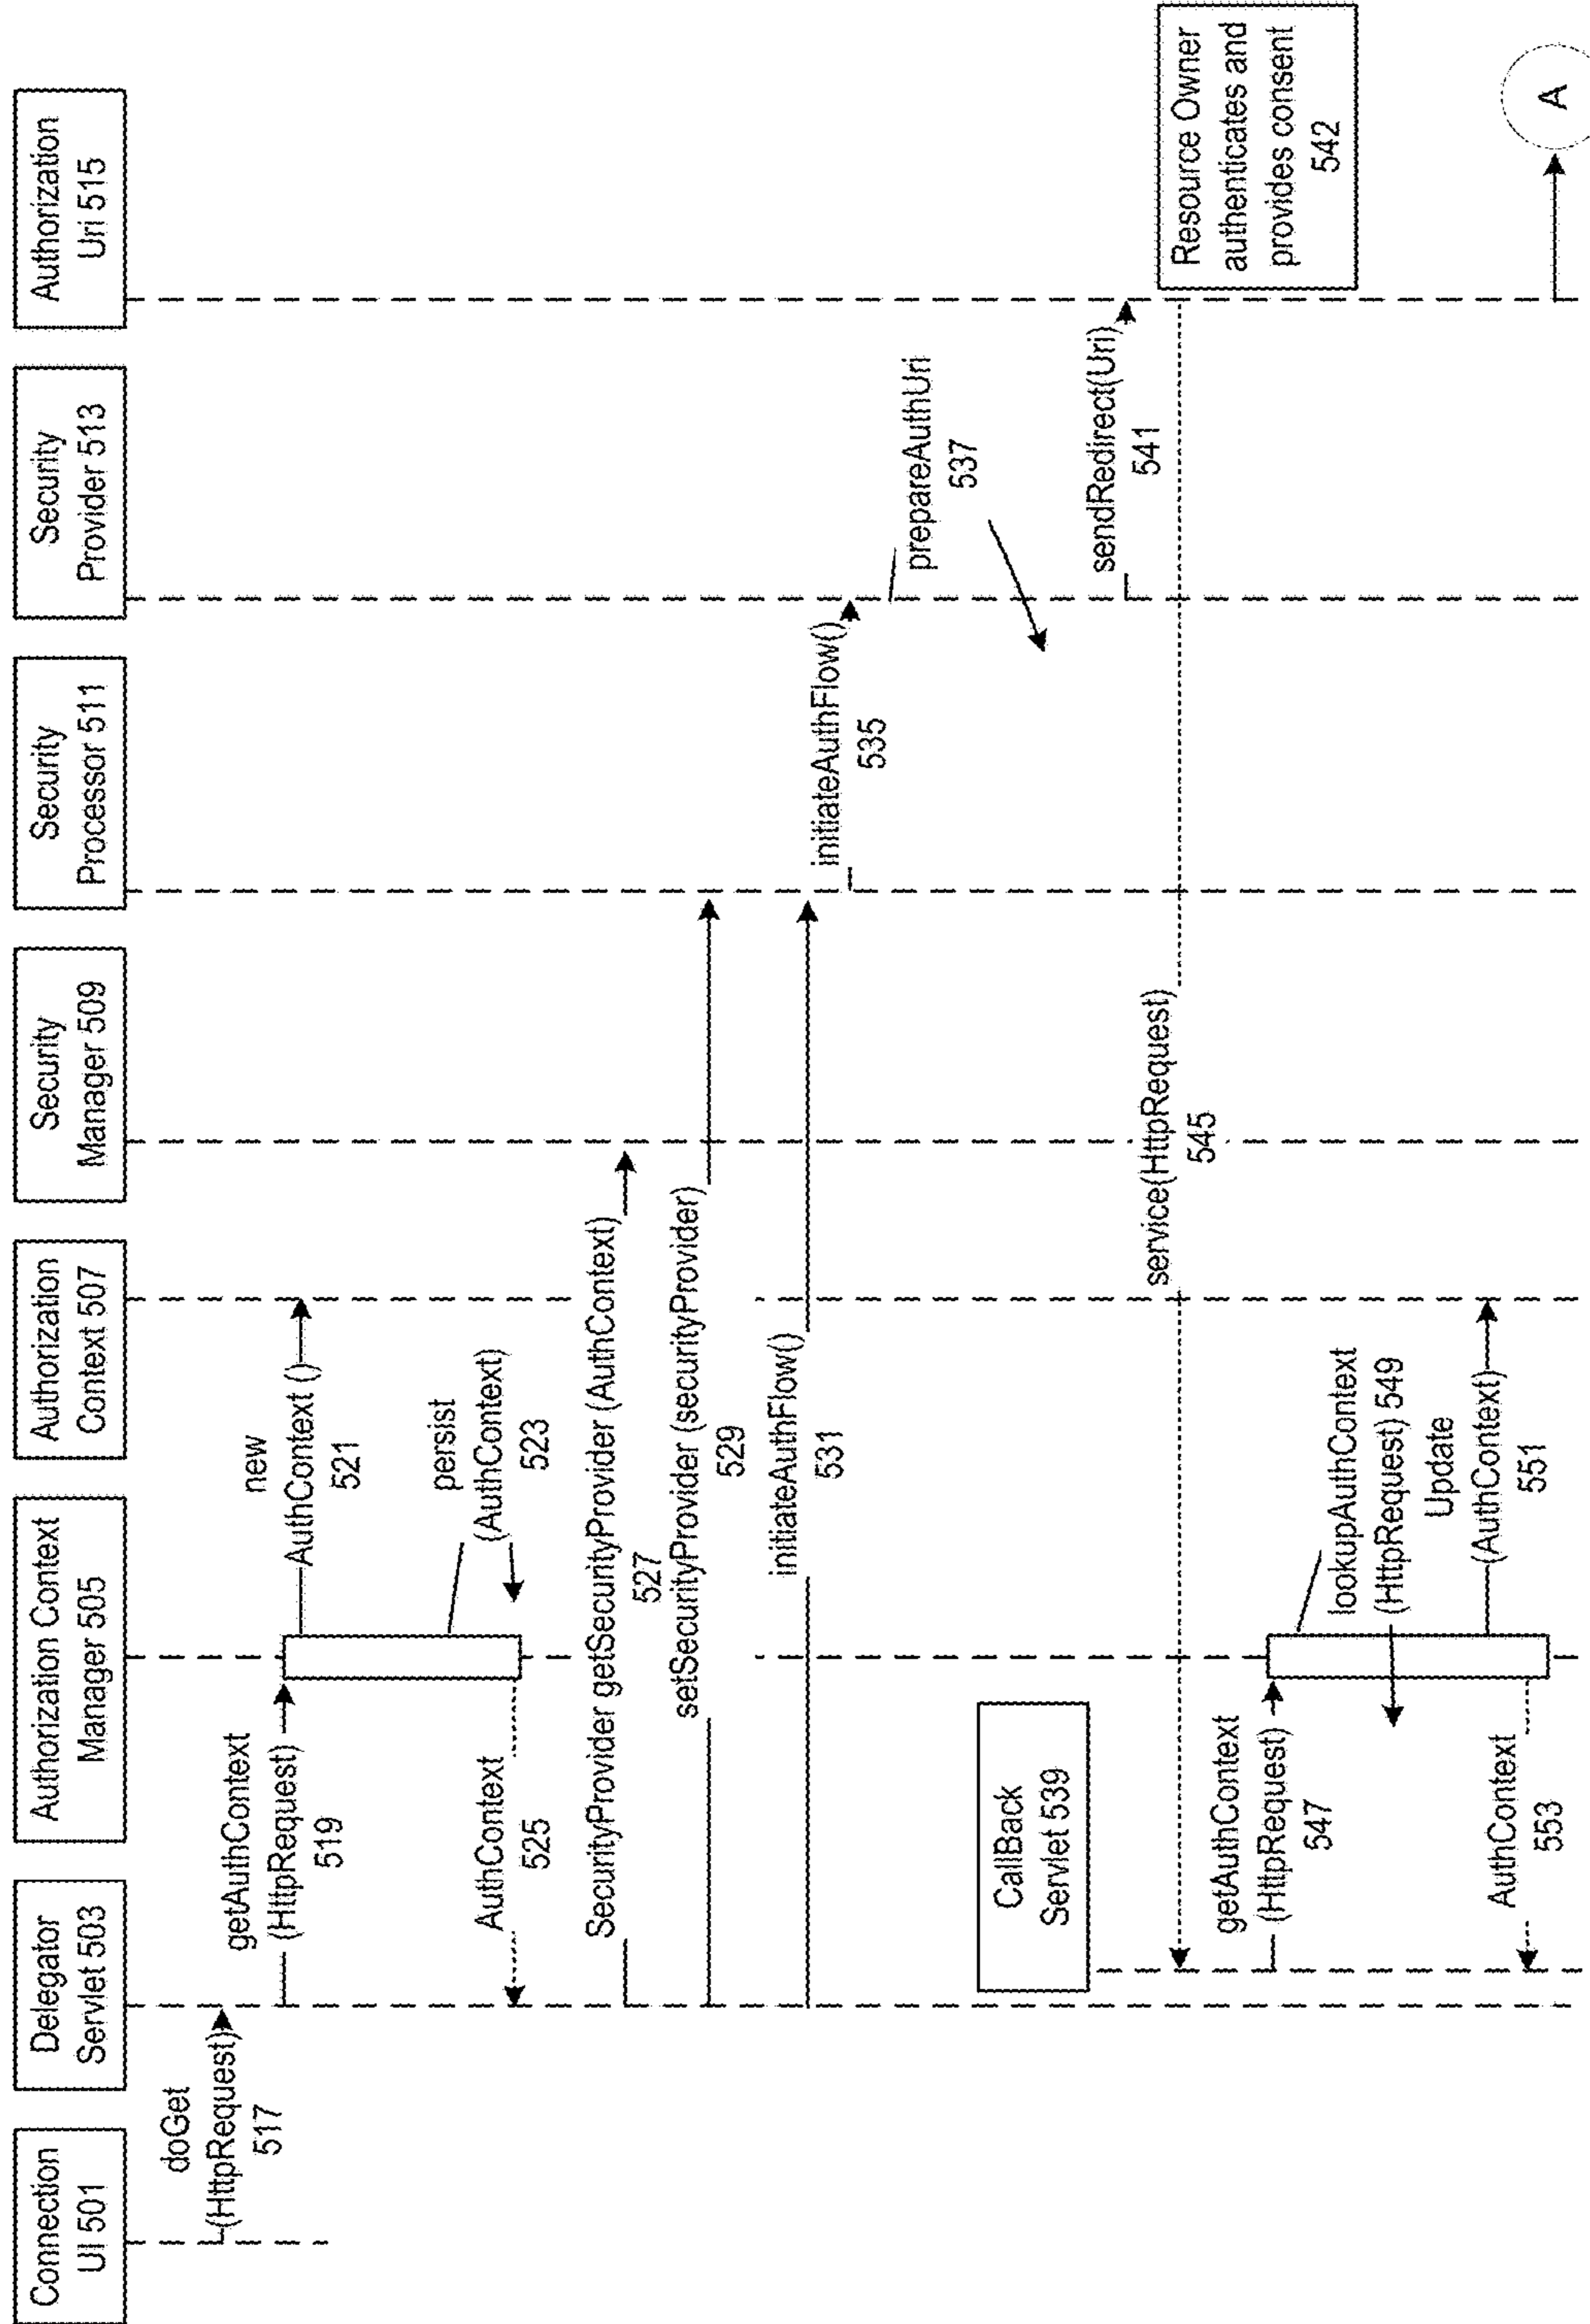 Connection
UI 501
Delegator
Servlet 503
Authorization Context
Manager 505
Authorization
Context 507
Security
Manager 509
Security
Processor 511
Security
Provider 513
Authorization
Uri 515
doGet
(HttpRequest)
517
getAuthContext
(HttpRequest)
519
new
AuthContext ()
521
persist
(AuthContext)
523
AuthContext
525
SecurityProvider getSecurityProvider (AuthContext)
527
setSecurityProvider (securityProvider)
529
initiateAuthFlow()
531
initiateAuthFlow()
535
prepareAuthUri
537
CallBack
Servlet 539
sendRedirect(Uri)
541
Resource Owner
authenticates and
provides consent
542
service(HttpRequest)
545
getAuthContext
(HttpRequest)
547
lookupAuthContext
(HttpRequest) 549
Update
(AuthContext)
551
AuthContext
553
A